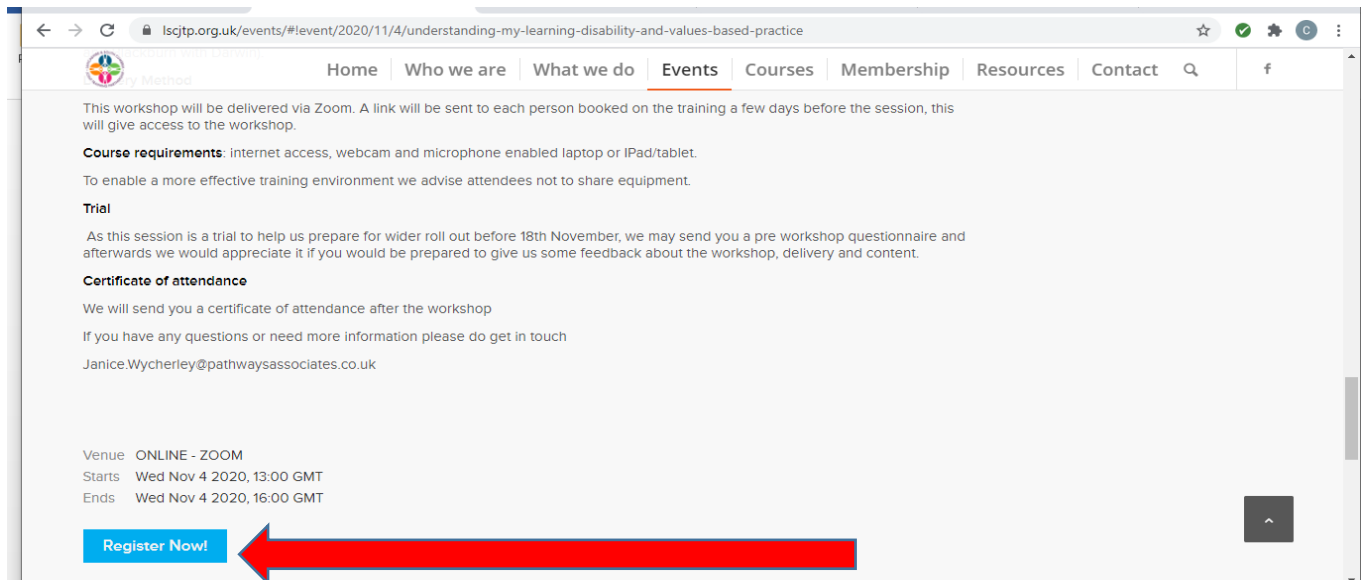 lscjtp.org.uk/events/#!event/2020/11/4/understanding-my-learning-disability-and-values-based-practice
C
Home Who we are What we do Events Courses Membership Resources Contact f
ry Method
This workshop will be delivered via Zoom. A link will be sent to each person booked on the training a few days before the session, this
will give access to the workshop.
Course requirements: internet access, webcam and microphone enabled laptop or IPad/tablet.
To enable a more effective training environment we advise attendees not to share equipment.
Trial
As this session is a trial to help us prepare for wider roll out before 18th November, we may send you a pre workshop questionnaire and
afterwards we would appreciate it if you would be prepared to give us some feedback about the workshop, delivery and content.
Certificate of attendance
We will send you a certificate of attendance after the workshop
If you have any questions or need more information please do get in touch
Janice.Wycherley@pathwaysassociates.co.uk
Venue ONLINE - ZOOM
Starts Wed Nov 4 2020, 13:00 GMT
Ends Wed Nov 4 2020, 16:00 GMT
Register Now!